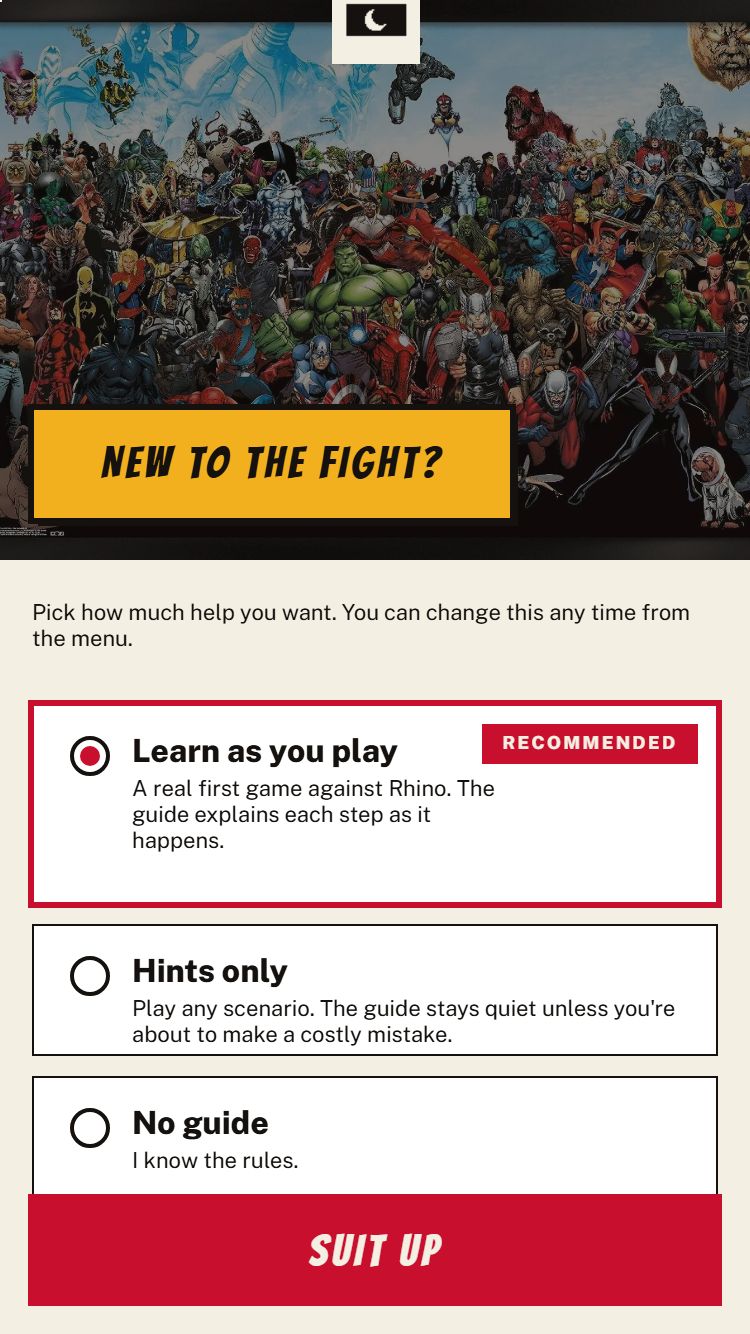 NEW TO THE FIGHT?
Pick how much help you want. You can change this any time from
the menu.
Learn as you play
RECOMMENDED
A real first game against Rhino. The
guide explains each step as it
happens.
Hints only
Play any scenario. The guide stays quiet unless you're
about to make a costly mistake.
No guide
I know the rules.
SUIT UP